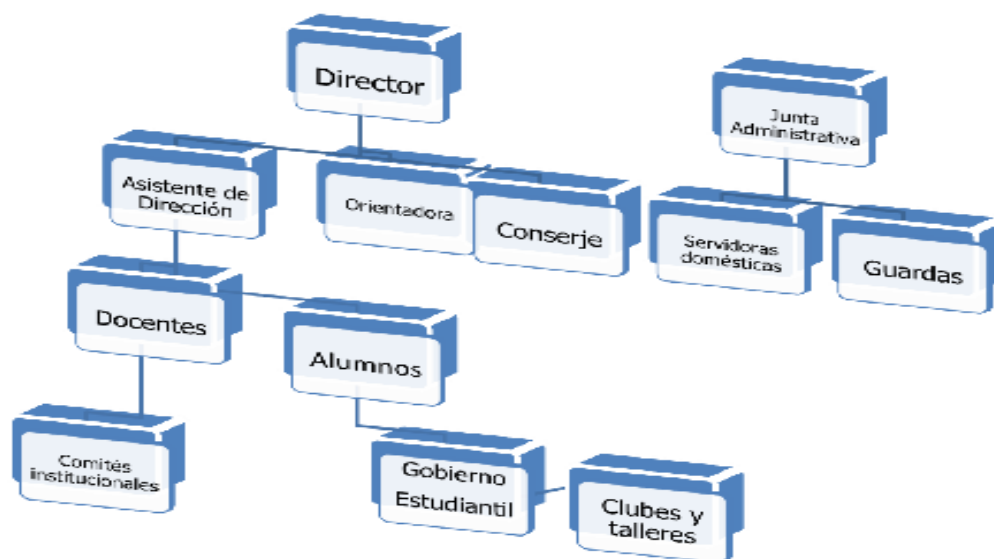 Director
Junta
Administrativa
Asistente de
Dirección
Orientadora
Conserje
Servidoras
domésticas
Guardas
Docentes
Alumnos
Comités
institucionales
Gobierno
Estudiantil
Clubes y
talleres